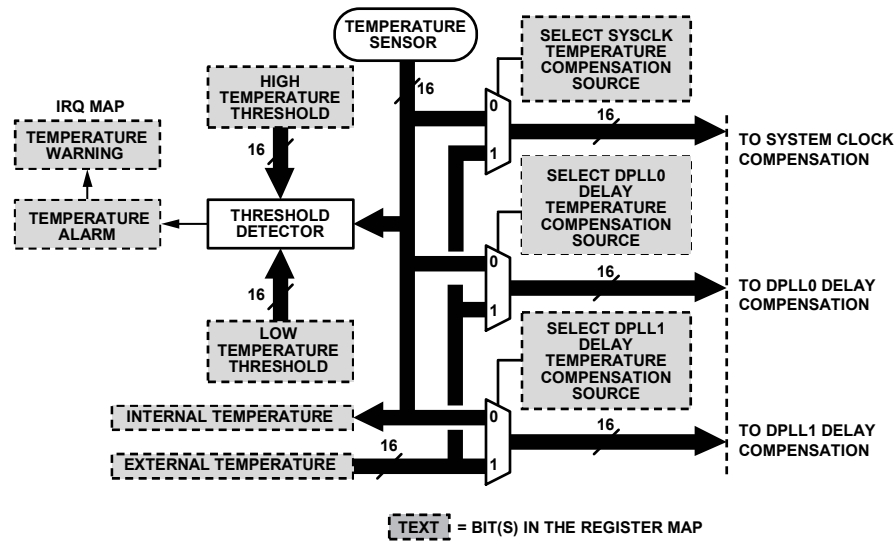 TEMPERATURE
SENSOR
16
HIGH
TEMPERATURE
THRESHOLD
16
IRQ MAP
TEMPERATURE
WARNING
TEMPERATURE
ALARM
THRESHOLD
DETECTOR
16
LOW
TEMPERATURE
THRESHOLD
INTERNAL TEMPERATURE
EXTERNAL TEMPERATURE
16
SELECT SYSCLK
TEMPERATURE
COMPENSATION
SOURCE
0
1
16
TO SYSTEM CLOCK
COMPENSATION
SELECT DPLL0
DELAY
TEMPERATURE
COMPENSATION
SOURCE
0
1
16
TO DPLL0 DELAY
COMPENSATION
SELECT DPLL1
DELAY
TEMPERATURE
COMPENSATION
SOURCE
0
1
16
TO DPLL1 DELAY
COMPENSATION
TEXT = BIT(S) IN THE REGISTER MAP